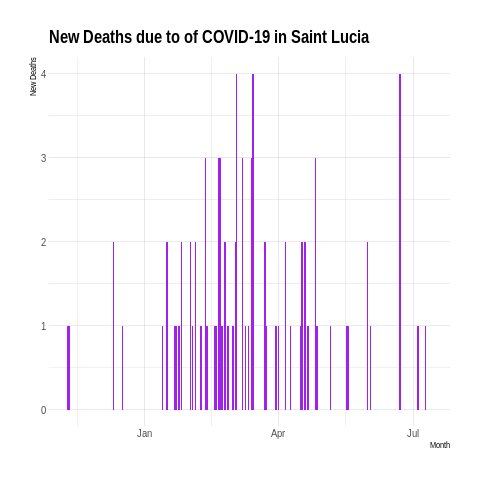 New Deaths due to of COVID-19 in Saint Lucia
New Deaths
4
3
2
1
0
Jan
Apr
Jul
Month